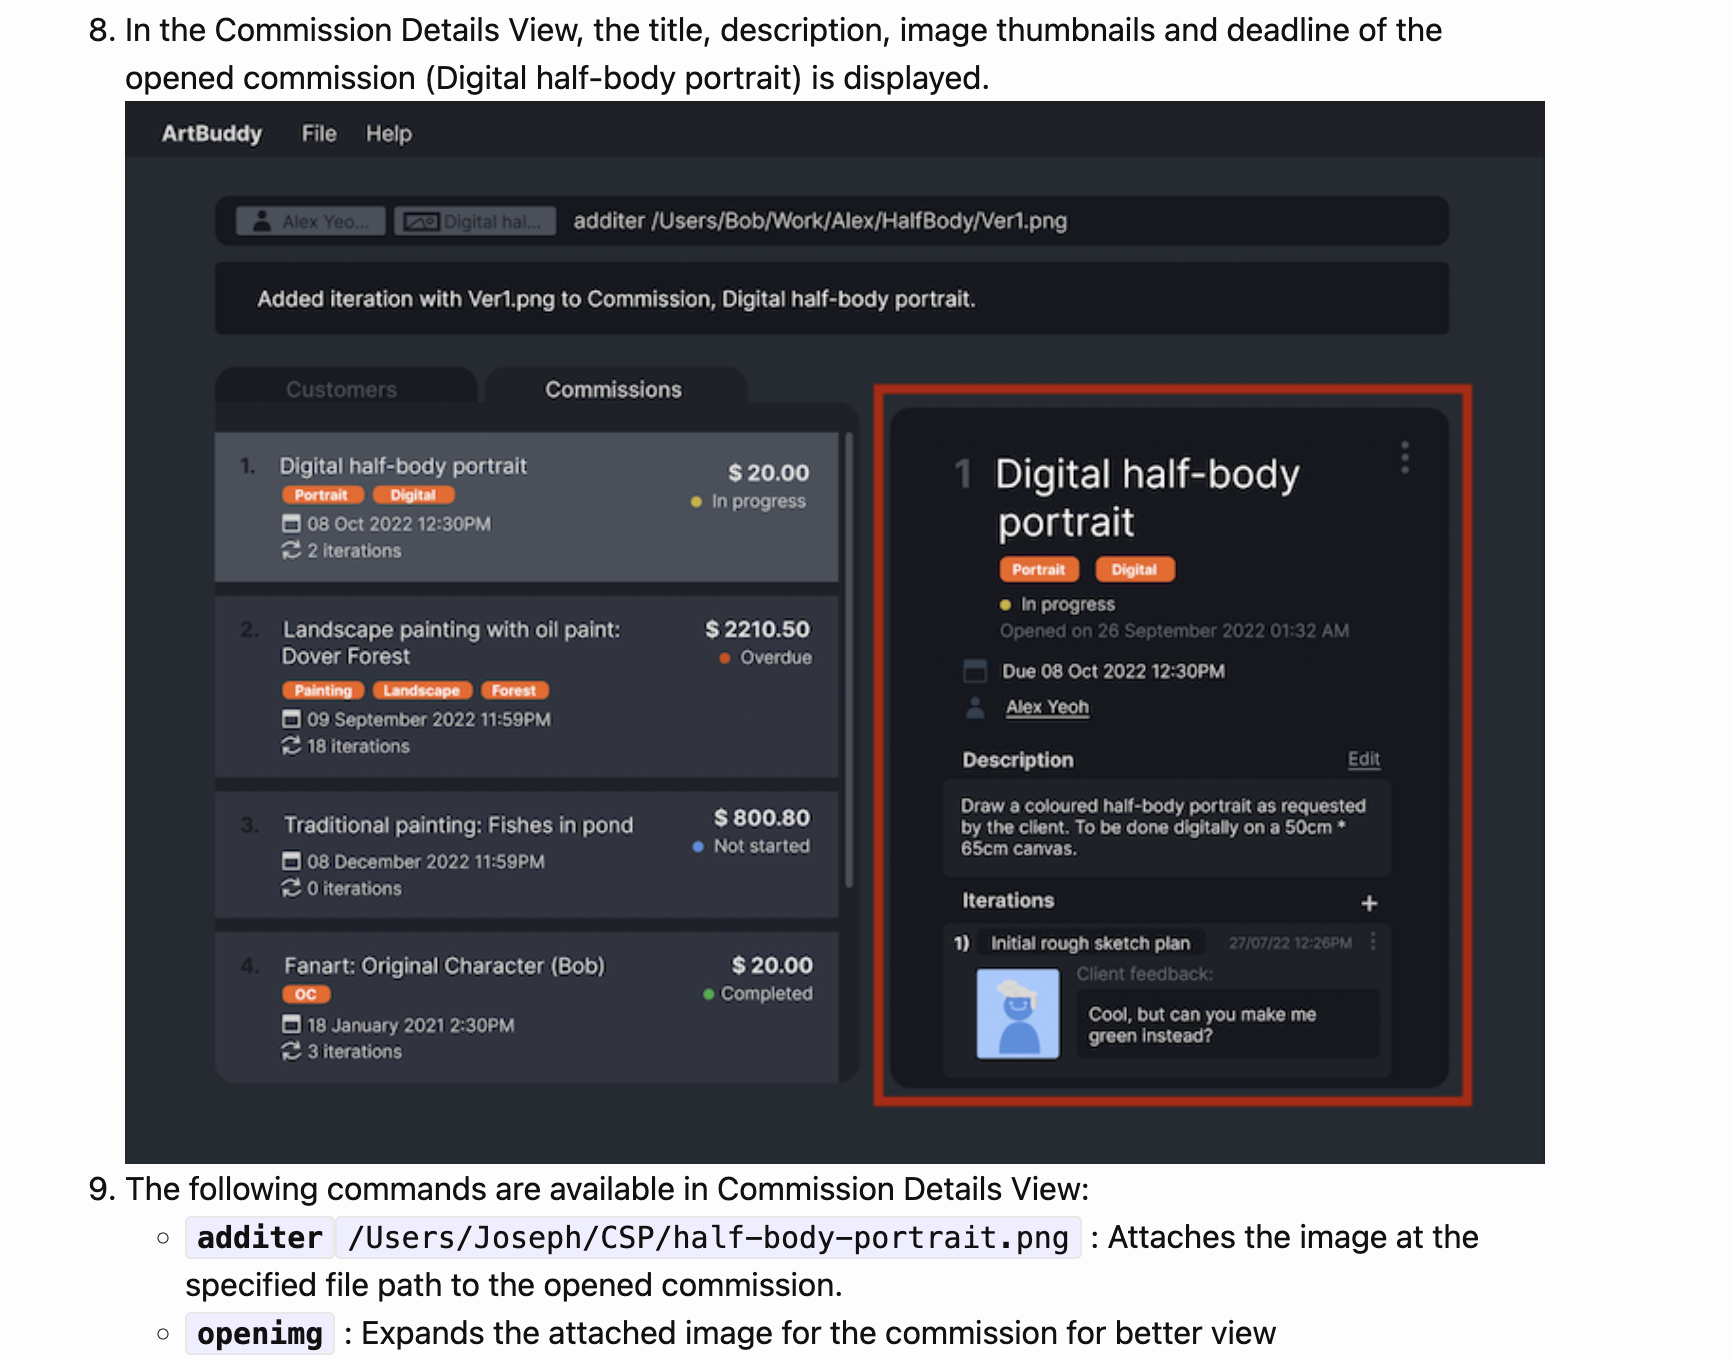 8. In the Commission Details View, the title, description, image thumbnails and deadline of the
opened commission (Digital half-body portrait) is displayed.
ArtBuddy File Help
Alex Yeo... Digital hal... additer /Users/Bob/Work/Alex/HalfBody/Ver1.png
Added iteration with Ver1.png to Commission, Digital half-body portrait.
Customers Commissions
1. Digital half-body portrait $ 20.00
Portrait Digital In progress
08 Oct 2022 12:30PM
2 iterations
2. Landscape painting with oil paint: $ 2210.50
Dover Forest Overdue
Painting Landscape Forest
09 September 2022 11:59PM
18 iterations
3. Traditional painting: Fishes in pond $ 800.80
Not started
08 December 2022 11:59PM
0 iterations
4. Fanart: Original Character (Bob) $ 20.00
OC Completed
18 January 2021 2:30PM
3 iterations
1 Digital half-body
portrait
Portrait Digital
In progress
Opened on 26 September 2022 01:32 AM
Due 08 Oct 2022 12:30PM
Alex Yeoh
Description Edit
Draw a coloured half-body portrait as requested
by the client. To be done digitally on a 50cm *
65cm canvas.
Iterations +
1) Initial rough sketch plan 27/07/22 12:26PM
Client feedback:
Cool, but can you make me
green instead?
9. The following commands are available in Commission Details View:
additer /Users/Joseph/CSP/half-body-portrait.png : Attaches the image at the
specified file path to the opened commission.
openimg : Expands the attached image for the commission for better view